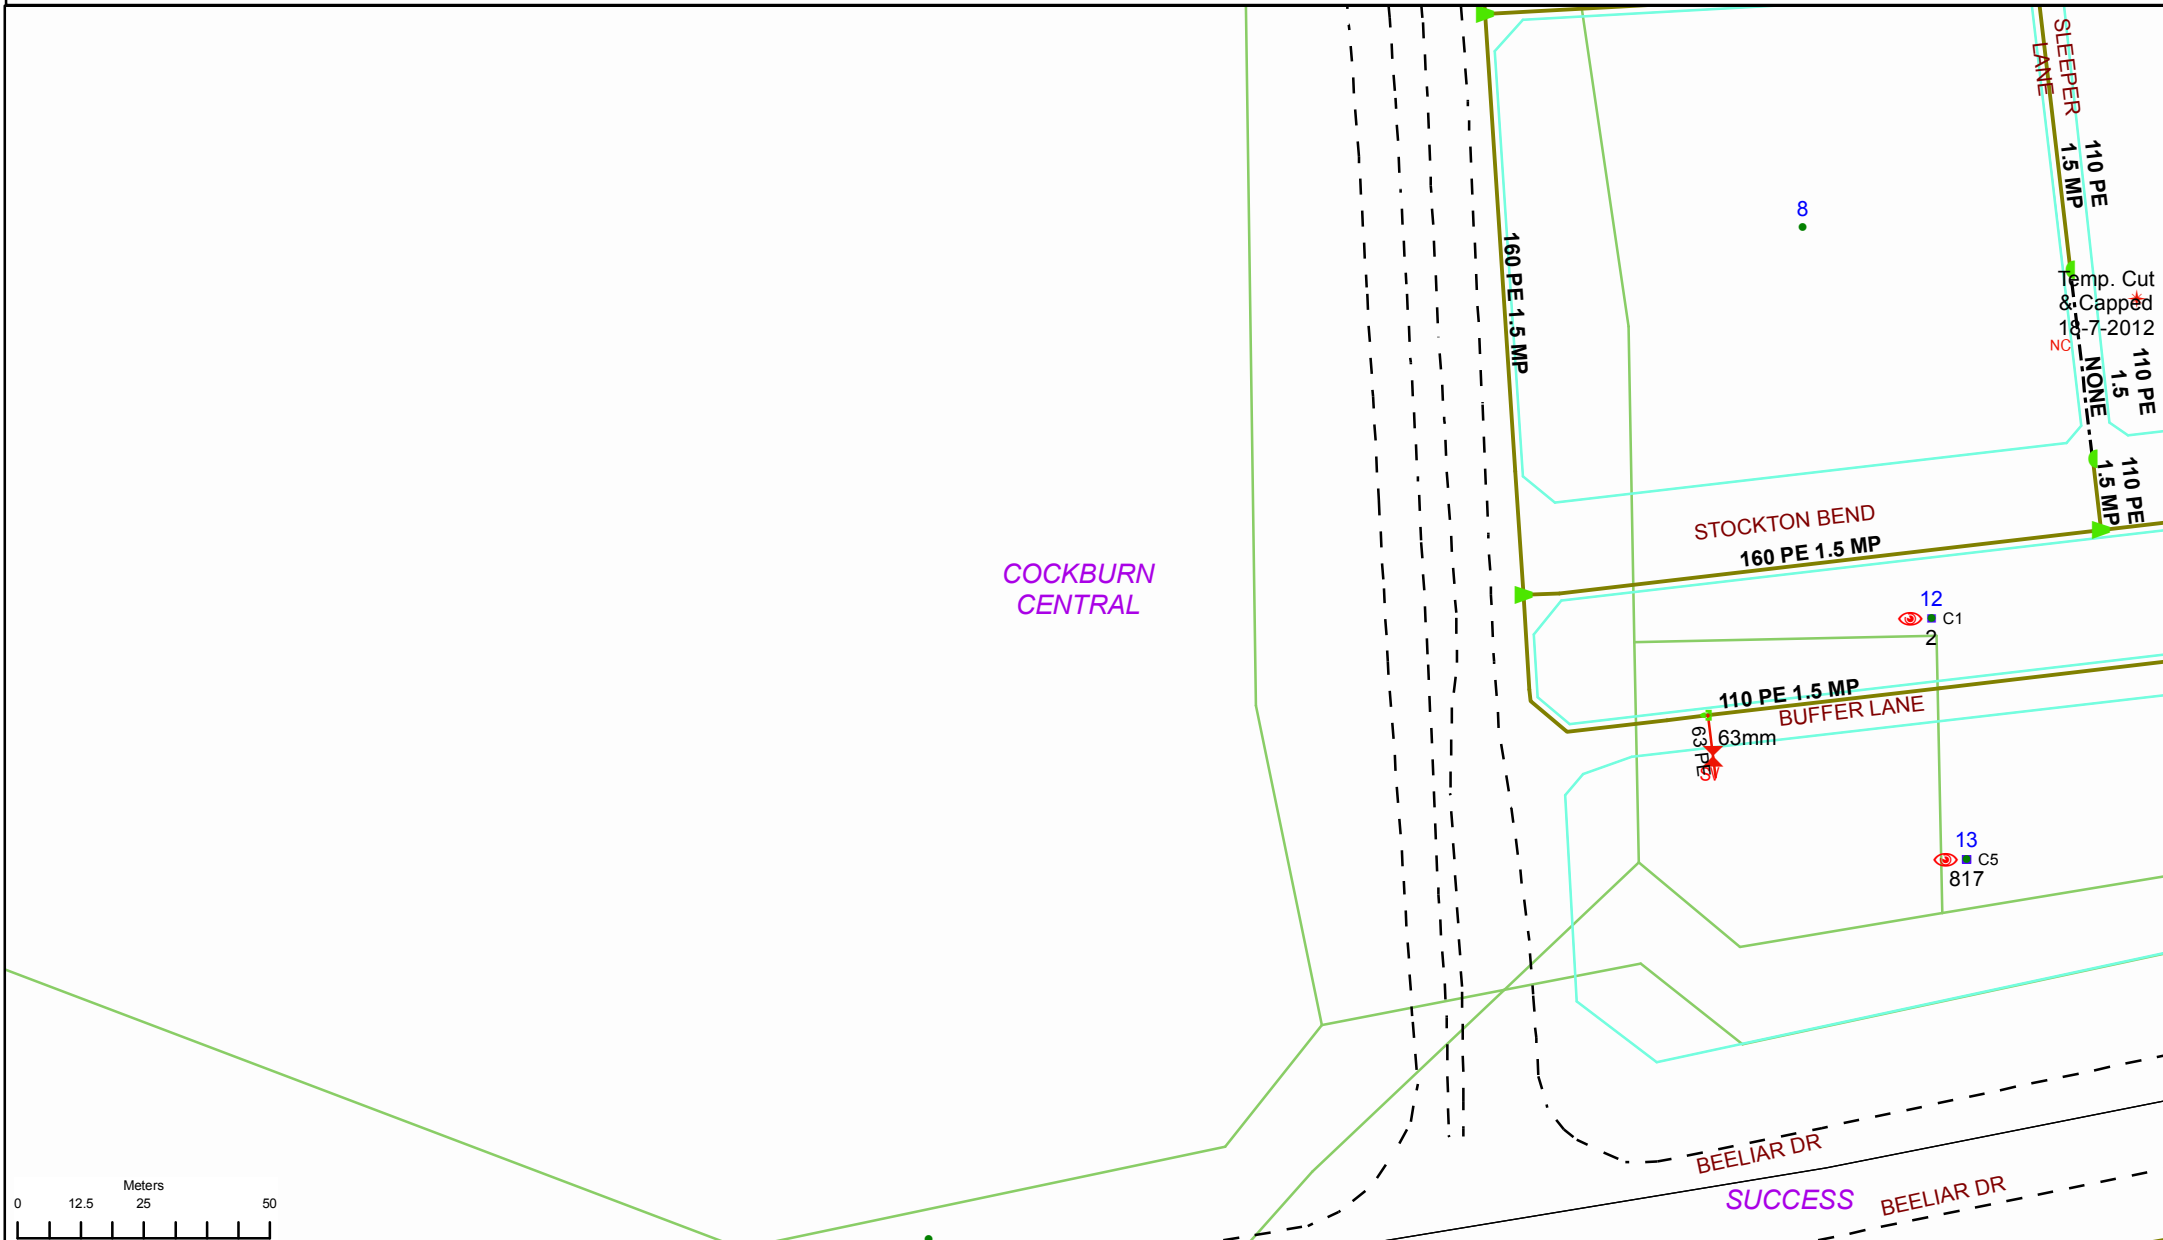 SLEEPER
LANE
110 PE
1.5 MP
8
160 PE 1.5 MP
Temp. Cut
& Capped
18-7-2012
NC
NONE
110 PE
1.5
110 PE
1.5 MP
STOCKTON BEND
160 PE 1.5 MP
COCKBURN
CENTRAL
12
C1
2
110 PE 1.5 MP
BUFFER LANE
63 PE
63mm
SV
13
C5
817
BEELIAR DR
SUCCESS
BEELIAR DR
Meters
0 12.5 25 50